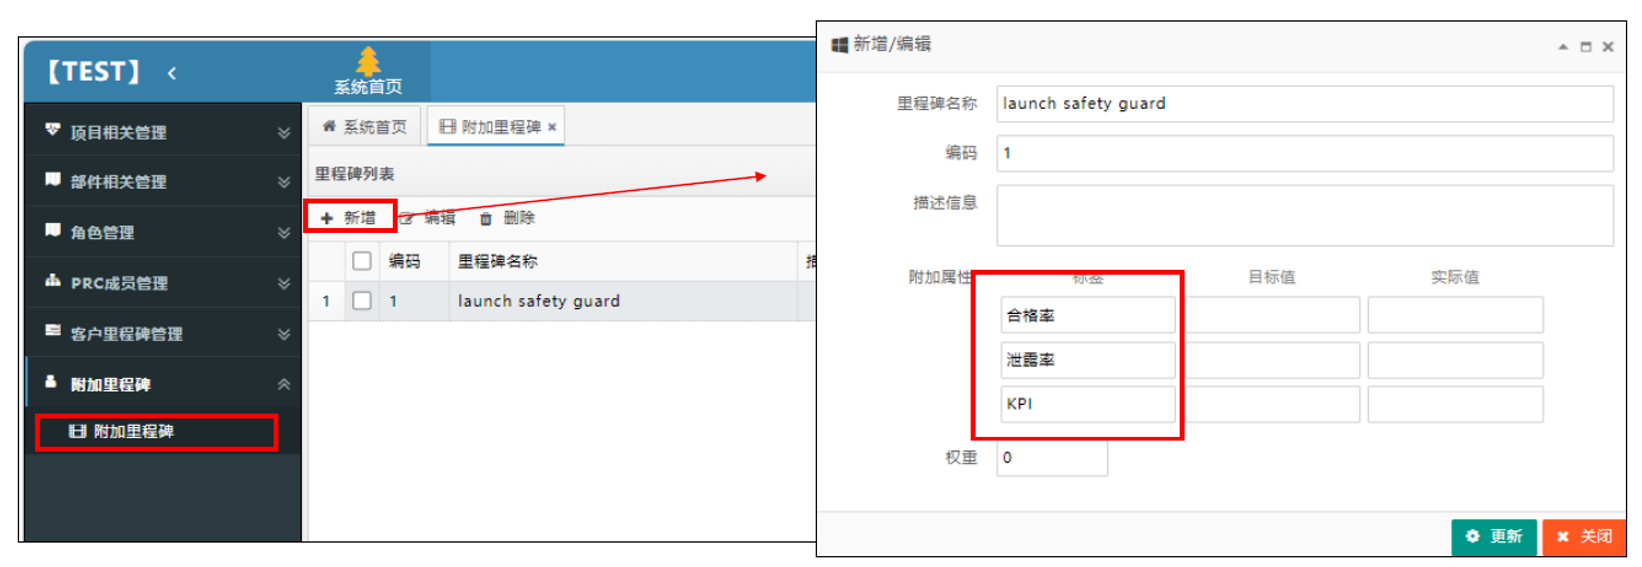 【TEST】 <
系统首页
项目相关管理
部件相关管理
角色管理
PRC成员管理
客户里程碑管理
附加里程碑
附加里程碑
系统首页
附加里程碑 ×
里程碑列表
+ 新增
编辑
删除
编码 里程碑名称
1 1 launch safety guard
新增/编辑
里程碑名称 launch safety guard
编码 1
描述信息
附加属性 标签 目标值 实际值
合格率
泄露率
KPI
权重 0
更新
关闭